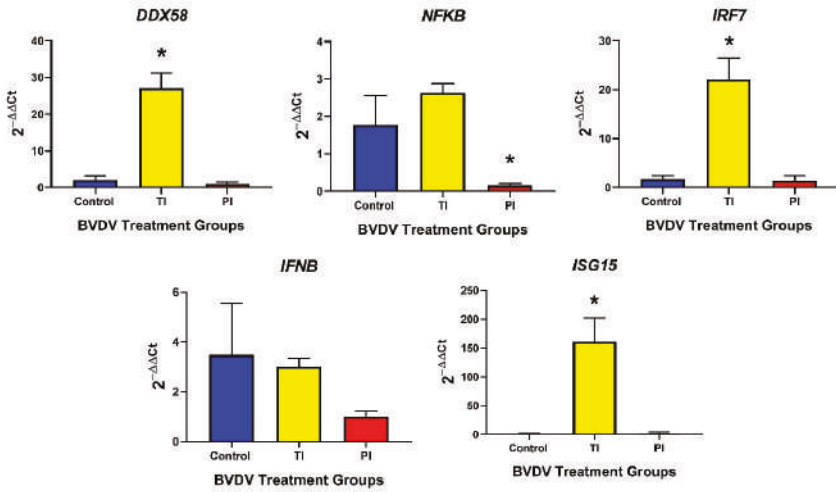 DDX58
40
30
20
10
0
2^−ΔΔCt
*
Control TI PI
BVDV Treatment Groups
NFKB
4
3
2
1
0
2^−ΔΔCt
*
Control TI PI
BVDV Treatment Groups
IRF7
30
20
10
0
2^−ΔΔCt
*
Control TI PI
BVDV Treatment Groups
IFNB
6
4
2
0
2^−ΔΔCt
Control TI PI
BVDV Treatment Groups
ISG15
250
200
150
100
50
0
2^−ΔΔCt
*
Control TI PI
BVDV Treatment Groups